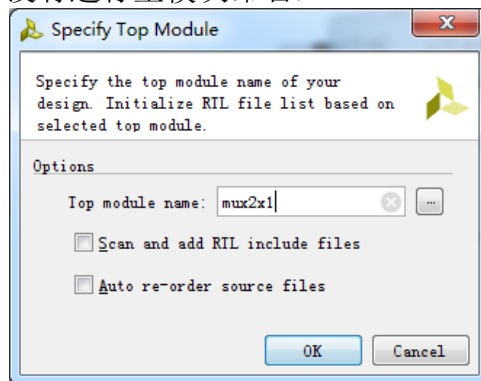 Specify Top Module
Specify the top module name of your
design. Initialize RTL file list based on
selected top module.
Options
Top module name: mux2x1 ...
Scan and add RTL include files
Auto re-order source files
OK Cancel